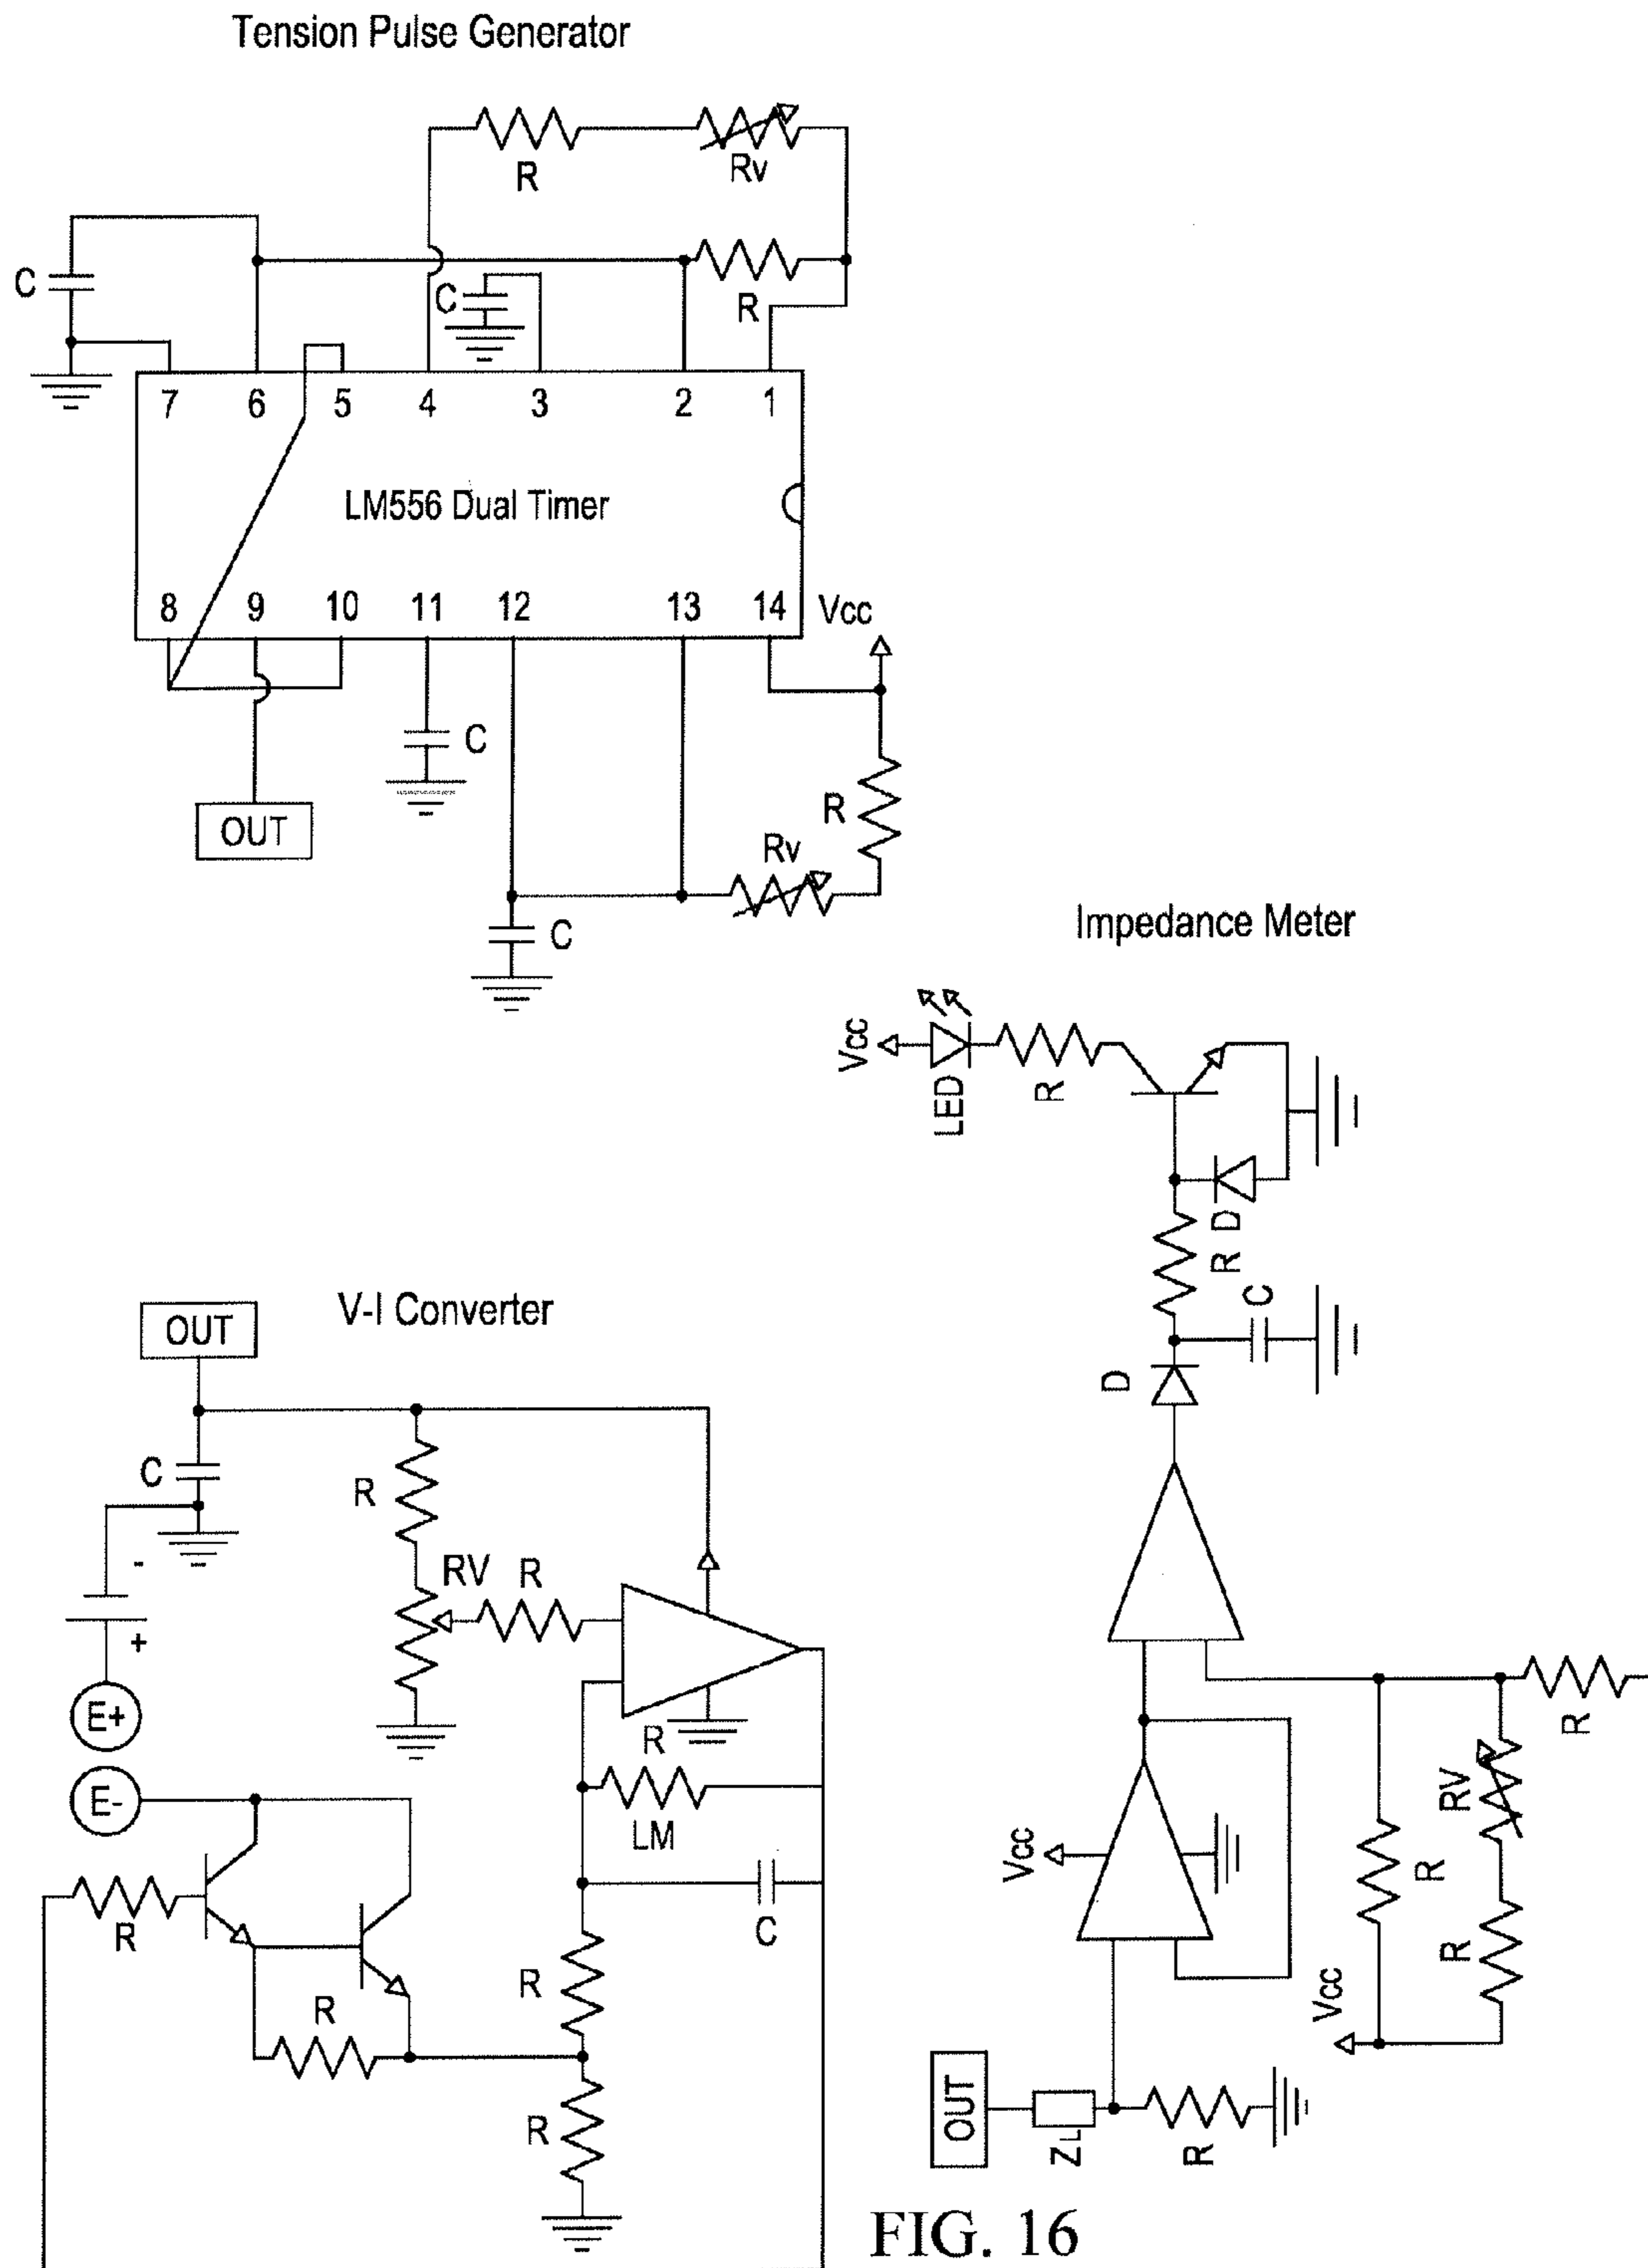 Tension Pulse Generator
R
Rv
C
C
R
7 6 5 4 3 2 1
LM556 Dual Timer
8 9 10 11 12 13 14 Vcc
C
R
OUT
Rv
C
Impedance Meter
Vcc
LED
R
D
R
C
D
Vcc
R
RV
R
R
Vcc
OUT
ZL
R
V-I Converter
OUT
C
R
-
RV
R
+
E+
R
E-
LM
R
C
R
R
R
FIG. 16